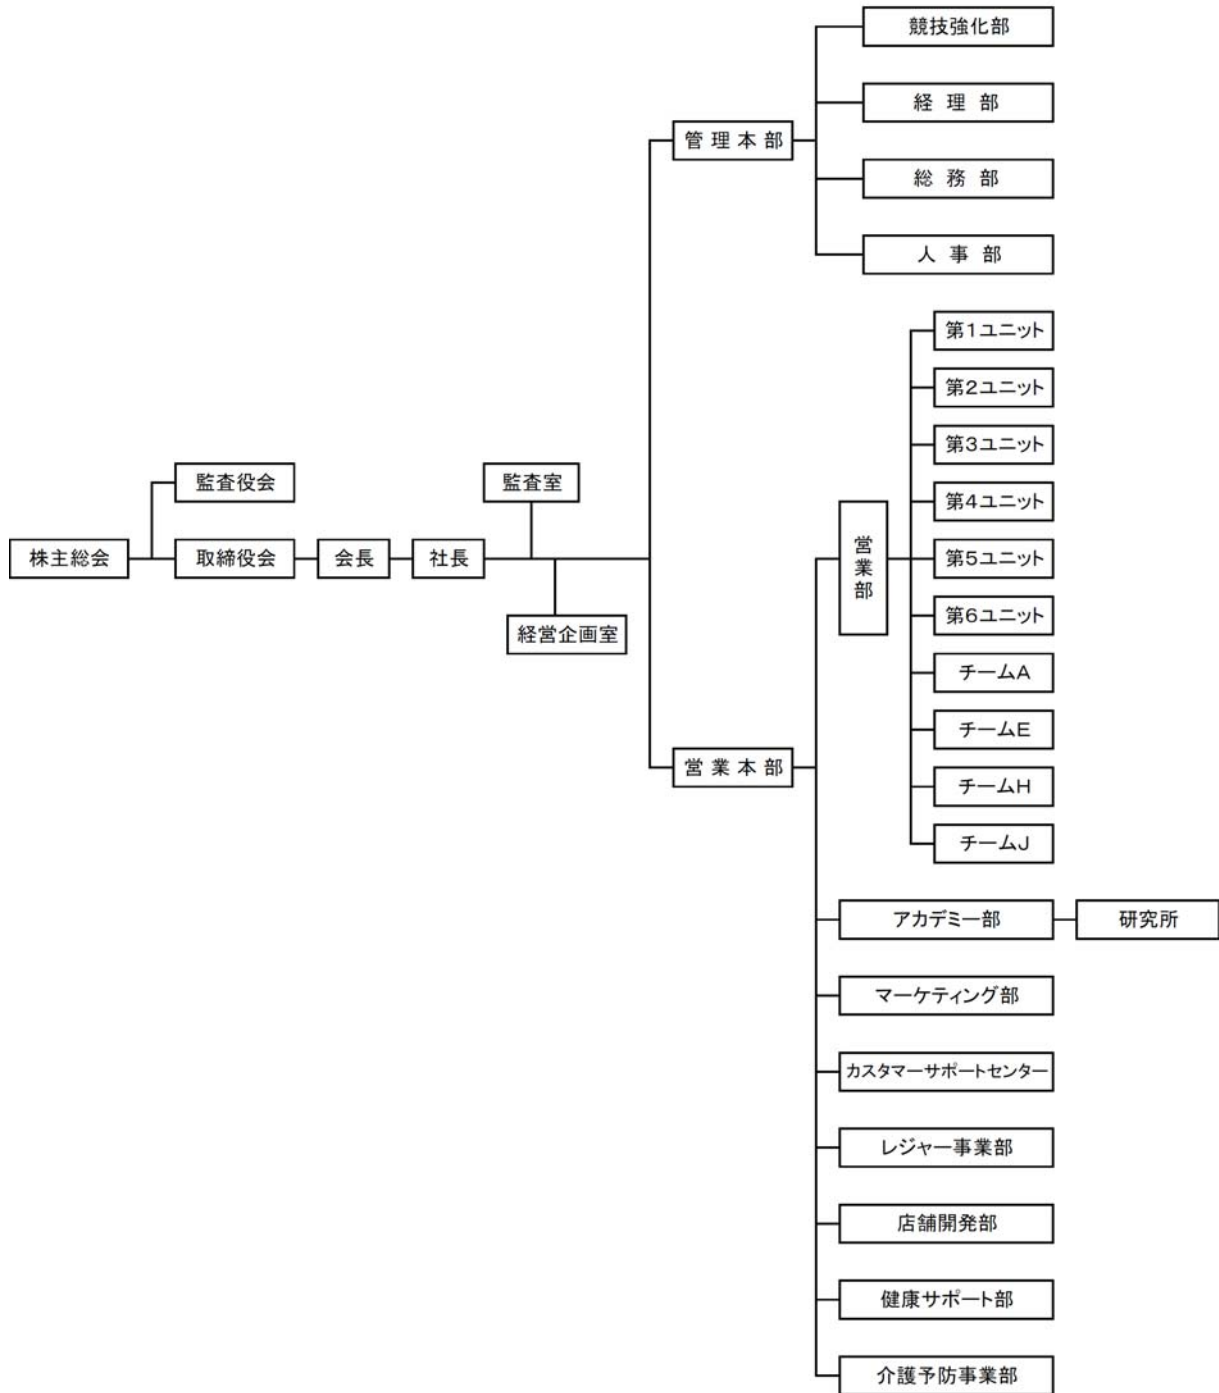 競技強化部
経理部
管理本部
総務部
人事部
第1ユニット
第2ユニット
第3ユニット
監査役会
監査室
第4ユニット
株主総会
取締役会
会長
社長
営業部
第5ユニット
経営企画室
第6ユニット
チームA
チームE
営業本部
チームH
チームJ
アカデミー部
研究所
マーケティング部
カスタマーサポートセンター
レジャー事業部
店舗開発部
健康サポート部
介護予防事業部